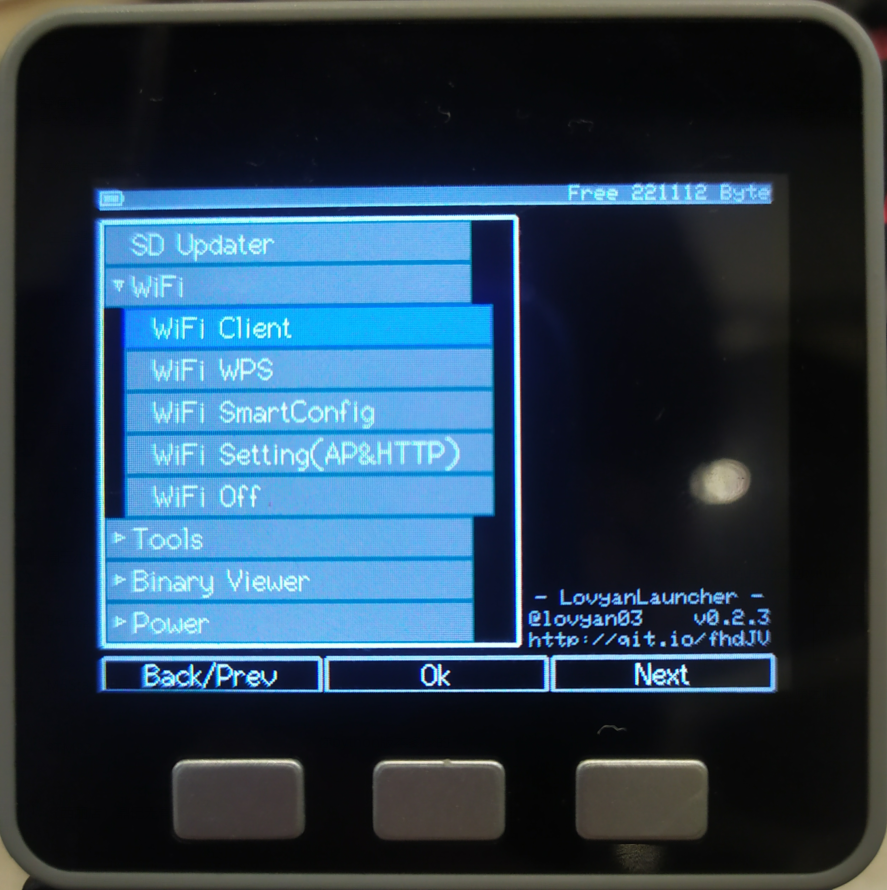 Free 221112 Byte
SD Updater
WiFi
WiFi Client
WiFi WPS
WiFi SmartConfig
WiFi Setting(AP&HTTP)
WiFi Off
Tools
Binary Viewer
Power
- LovyanLauncher -
@lovyan03 v0.2.3
http://git.io/fhdJV
Back/Prev Ok Next